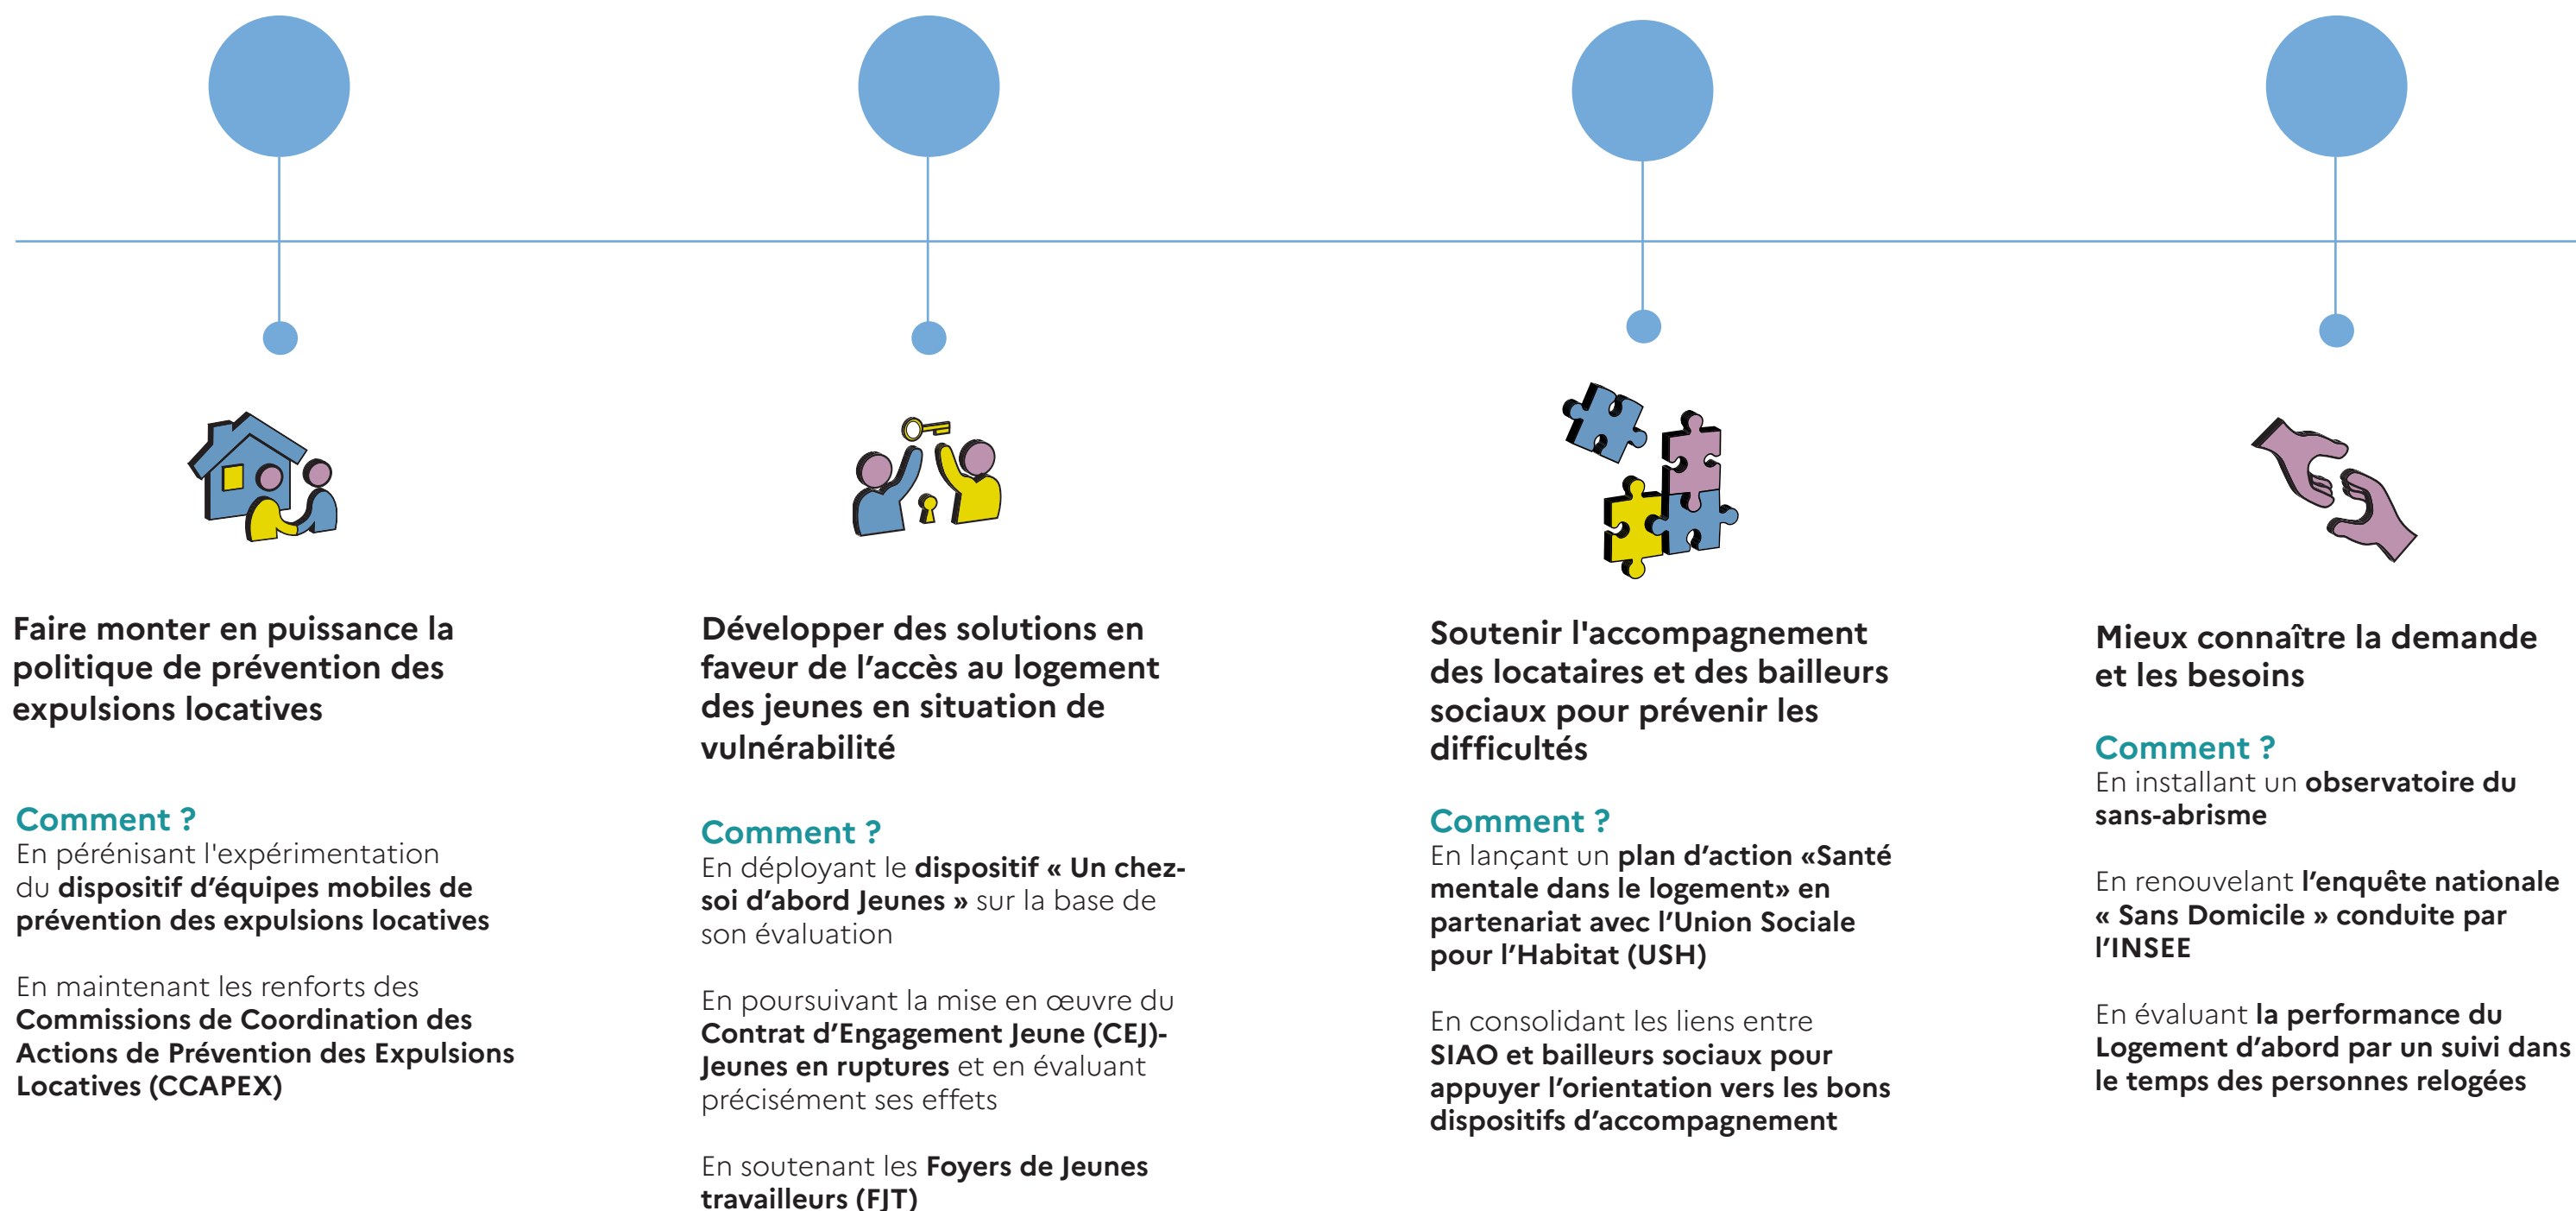 Faire monter en puissance la
politique de prévention des
expulsions locatives
Comment ?
En pérénisant l'expérimentation
du dispositif d’équipes mobiles de
prévention des expulsions locatives
En maintenant les renforts des
Commissions de Coordination des
Actions de Prévention des Expulsions
Locatives (CCAPEX)
Développer des solutions en
faveur de l’accès au logement
des jeunes en situation de
vulnérabilité
Comment ?
En déployant le dispositif « Un chez-
soi d’abord Jeunes » sur la base de
son évaluation
En poursuivant la mise en œuvre du
Contrat d’Engagement Jeune (CEJ)-
Jeunes en ruptures et en évaluant
précisément ses effets
En soutenant les Foyers de Jeunes
travailleurs (FJT)
Soutenir l'accompagnement
des locataires et des bailleurs
sociaux pour prévenir les
difficultés
Comment ?
En lançant un plan d’action «Santé
mentale dans le logement» en
partenariat avec l’Union Sociale
pour l’Habitat (USH)
En consolidant les liens entre
SIAO et bailleurs sociaux pour
appuyer l’orientation vers les bons
dispositifs d’accompagnement
Mieux connaître la demande
et les besoins
Comment ?
En installant un observatoire du
sans-abrisme
En renouvelant l’enquête nationale
« Sans Domicile » conduite par
l’INSEE
En évaluant la performance du
Logement d’abord par un suivi dans
le temps des personnes relogées